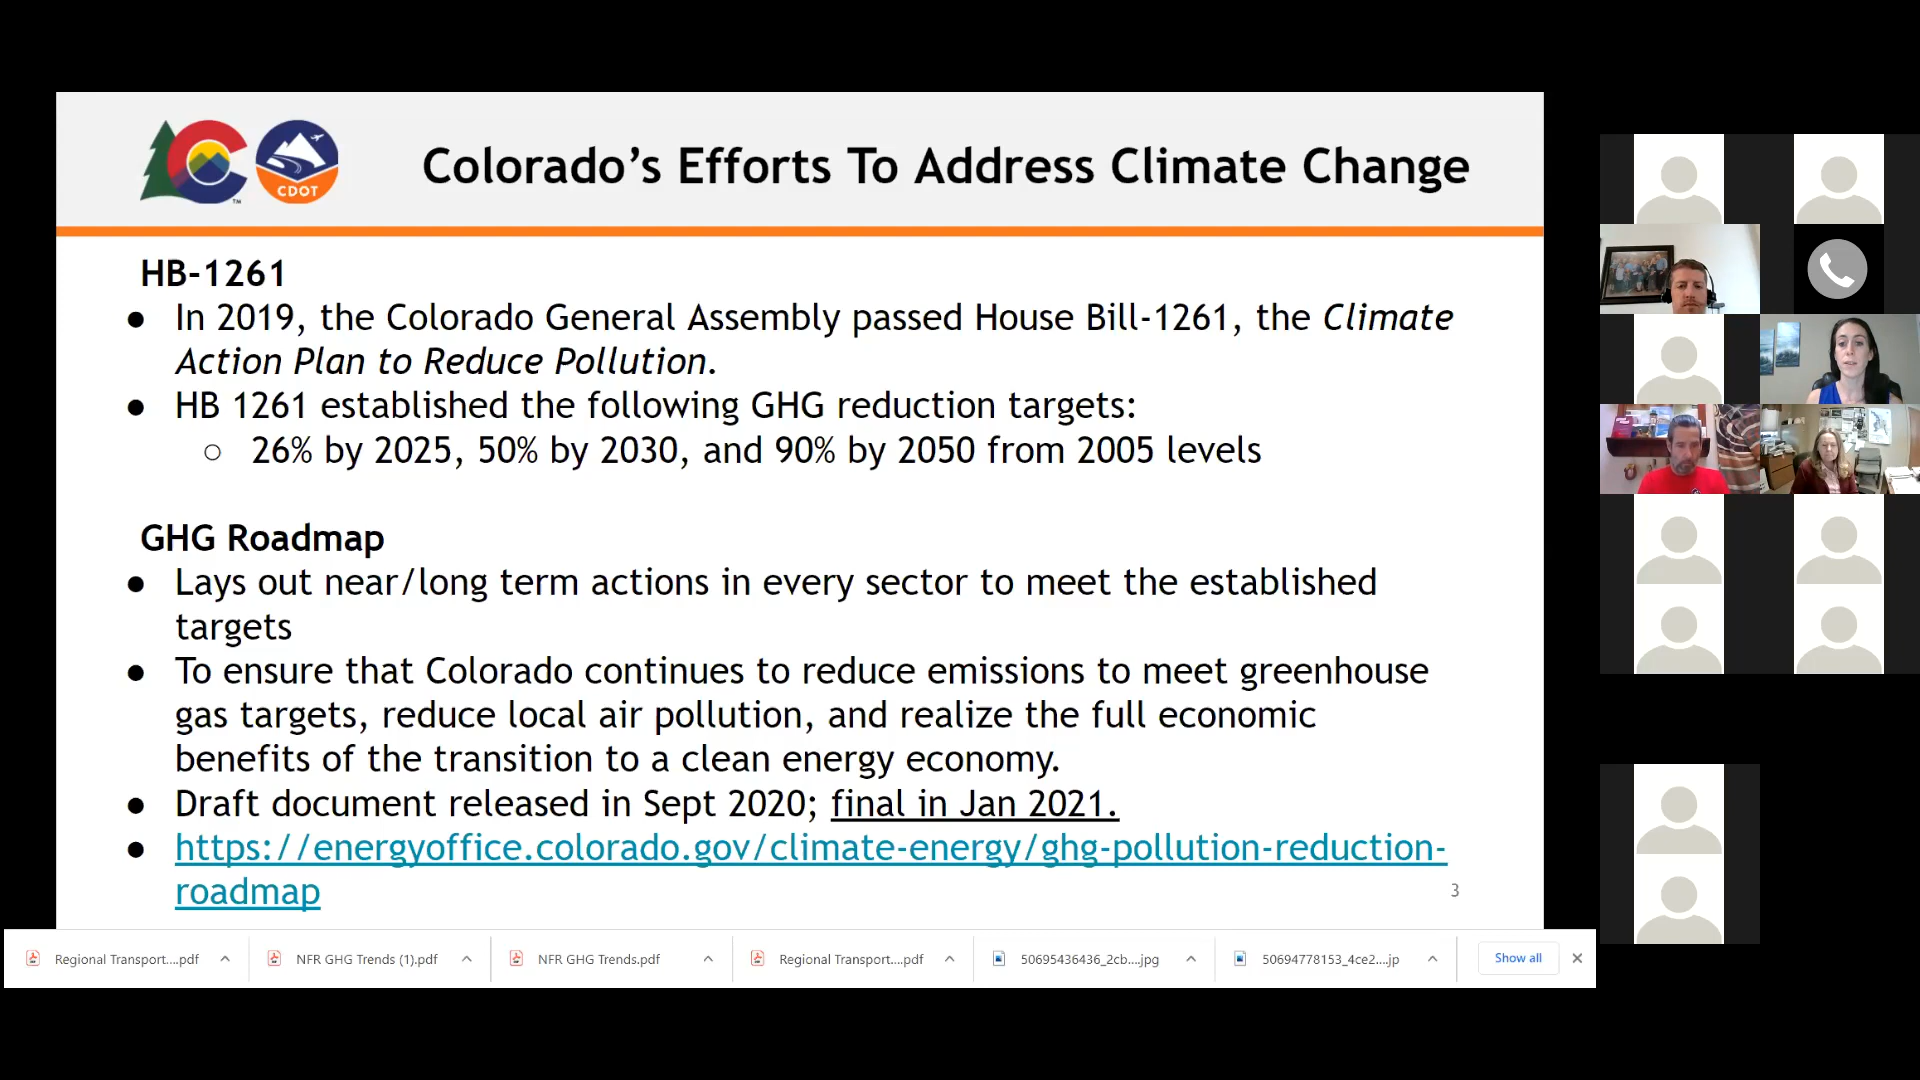 CDOT
TM
Colorado's Efforts To Address Climate Change
HB-1261
● In 2019, the Colorado General Assembly passed House Bill-1261, the Climate
Action Plan to Reduce Pollution.
● HB 1261 established the following GHG reduction targets:
○ 26% by 2025, 50% by 2030, and 90% by 2050 from 2005 levels
GHG Roadmap
● Lays out near/long term actions in every sector to meet the established
targets
● To ensure that Colorado continues to reduce emissions to meet greenhouse
gas targets, reduce local air pollution, and realize the full economic
benefits of the transition to a clean energy economy.
● Draft document released in Sept 2020; final in Jan 2021.
● https://energyoffice.colorado.gov/climate-energy/ghg-pollution-reduction-
roadmap
3
Regional Transport....pdf
NFR GHG Trends (1).pdf
NFR GHG Trends.pdf
Regional Transport....pdf
50695436436_2cb....jpg
50694778153_4ce2....jp
Show all